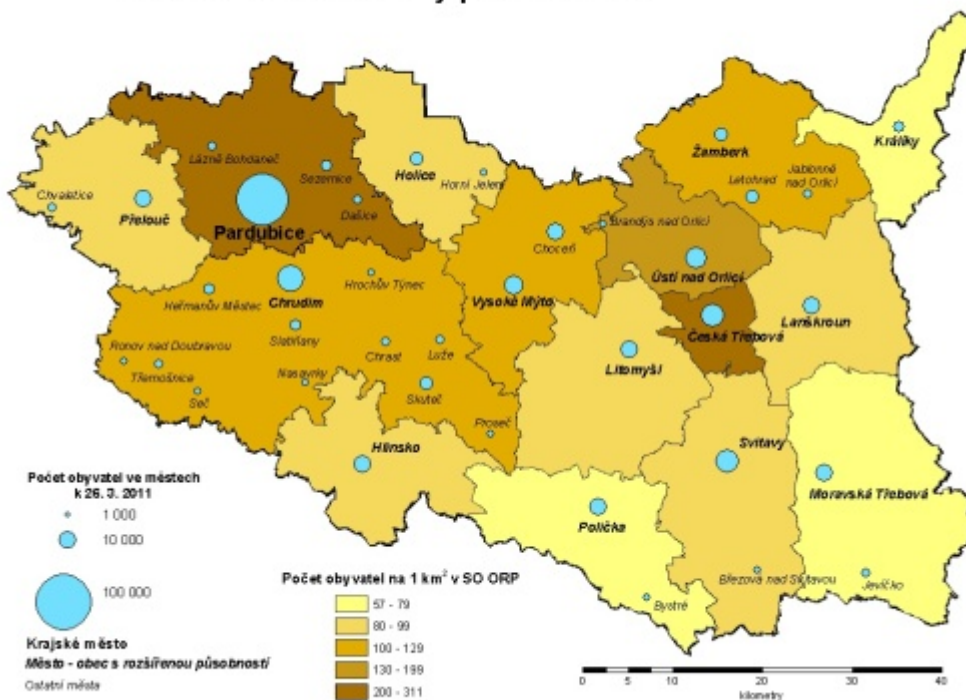 Králíky
Žamberk
Lázně Bohdaneč
Holice
Sezemice
Horní Jelení
Letohrad
Jablonné
nad Orlicí
Chvaletice
Přelouč
Dašice
Pardubice
Brandýs nad Orlicí
Choceň
Ústí nad Orlicí
Hrochův Týnec
Heřmanův Městec
Chrudim
Vysoké Mýto
Lanškroun
Slatiňany
Česká Třebová
Ronov nad Doubravou
Chrast
Luže
Litomyšl
Třemošnice
Nasavrky
Seč
Skuteč
Proseč
Hlinsko
Svitavy
Moravská Třebová
Polička
Březová nad Svitavou
Jevíčko
Bystré
Počet obyvatel ve městech
k 26. 3. 2011
1 000
10 000
100 000
Krajské město
Město - obec s rozšířenou působností
Ostatní města
Počet obyvatel na 1 km² v SO ORP
57 - 79
80 - 99
100 - 129
130 - 199
200 - 311
0 5 10 20 30 40
kilometry